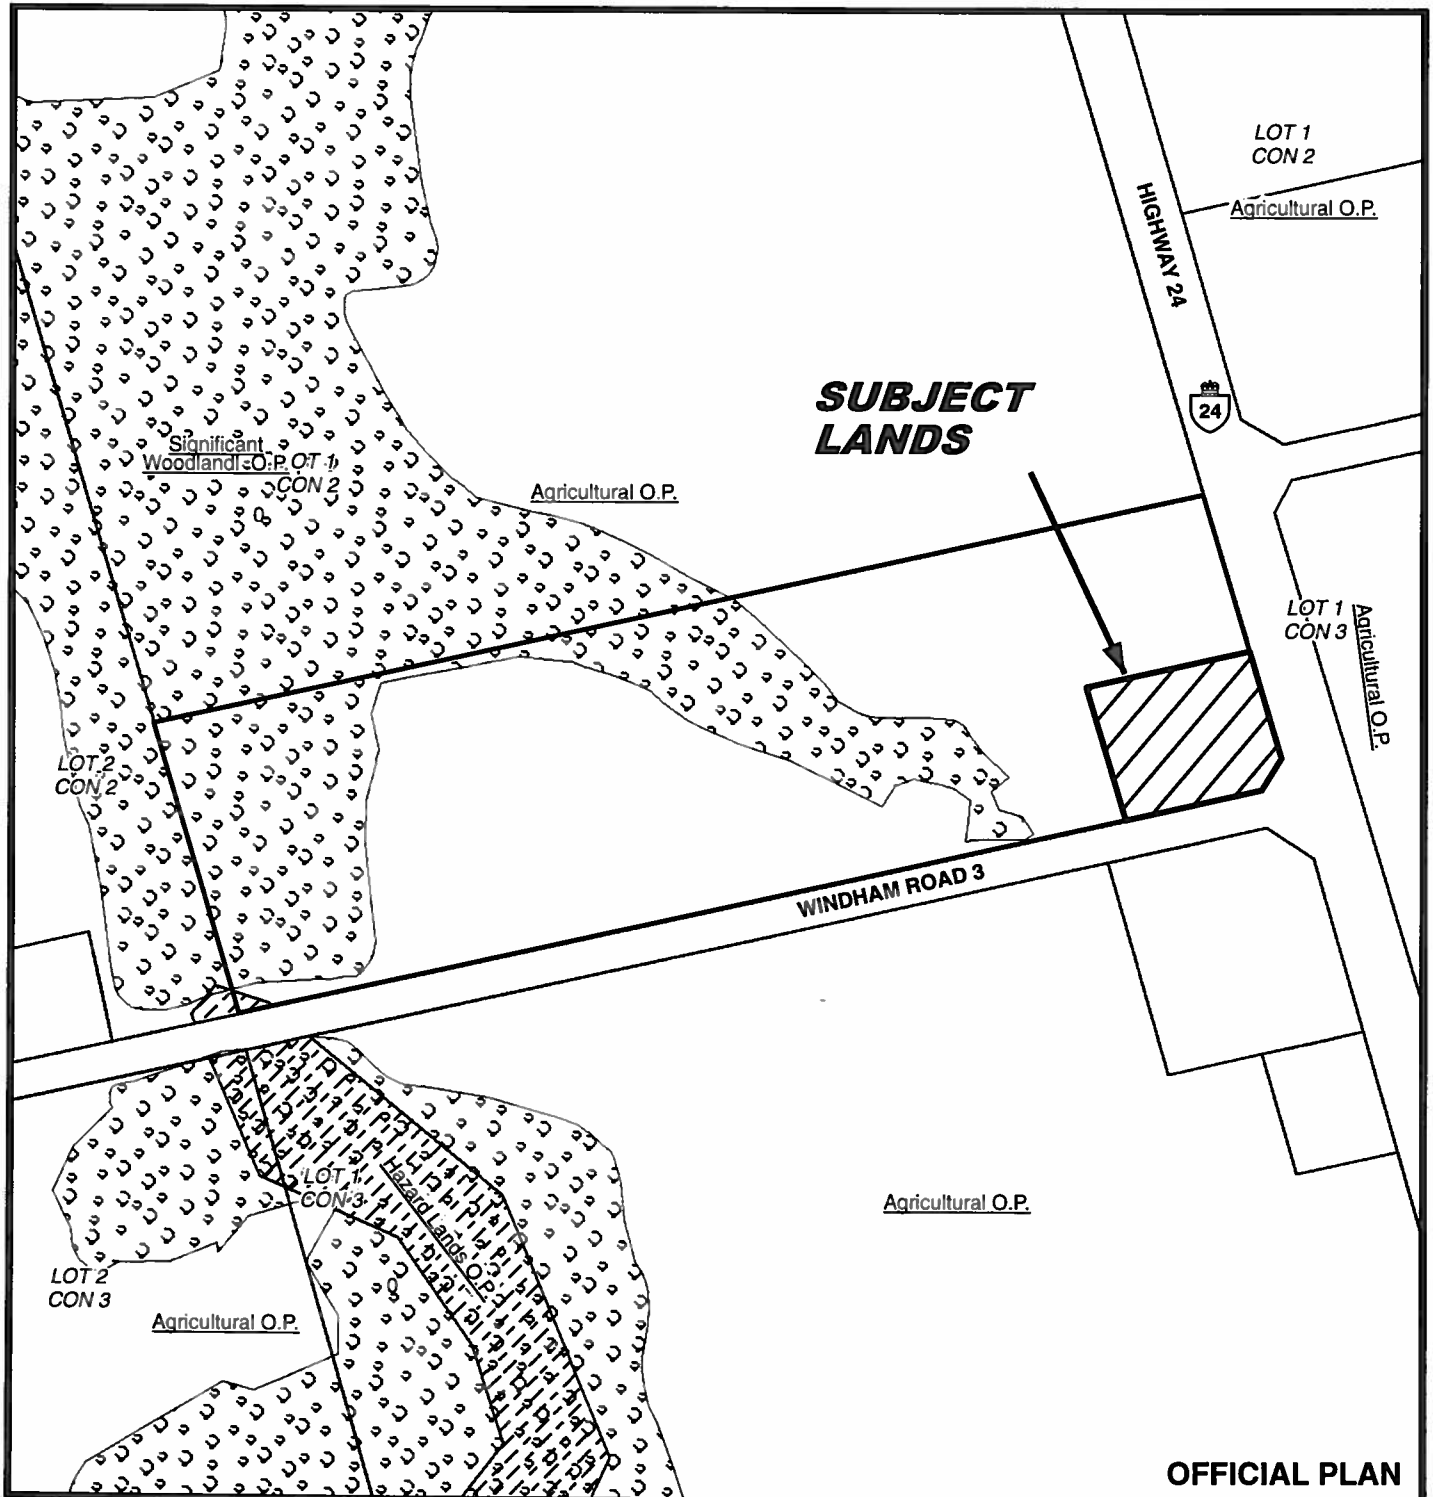 LOT 1
CON 2
Agricultural O.P.
HIGHWAY 24
24
SUBJECT
LANDS
Significant
Woodland O.P.
LOT 1
CON 2
Agricultural O.P.
LOT 1
CON 3
Agricultural O.P.
LOT 2
CON 2
WINDHAM ROAD 3
LOT 1
CON 3
Hazard Lands O.P.
Agricultural O.P.
LOT 2
CON 3
Agricultural O.P.
OFFICIAL PLAN